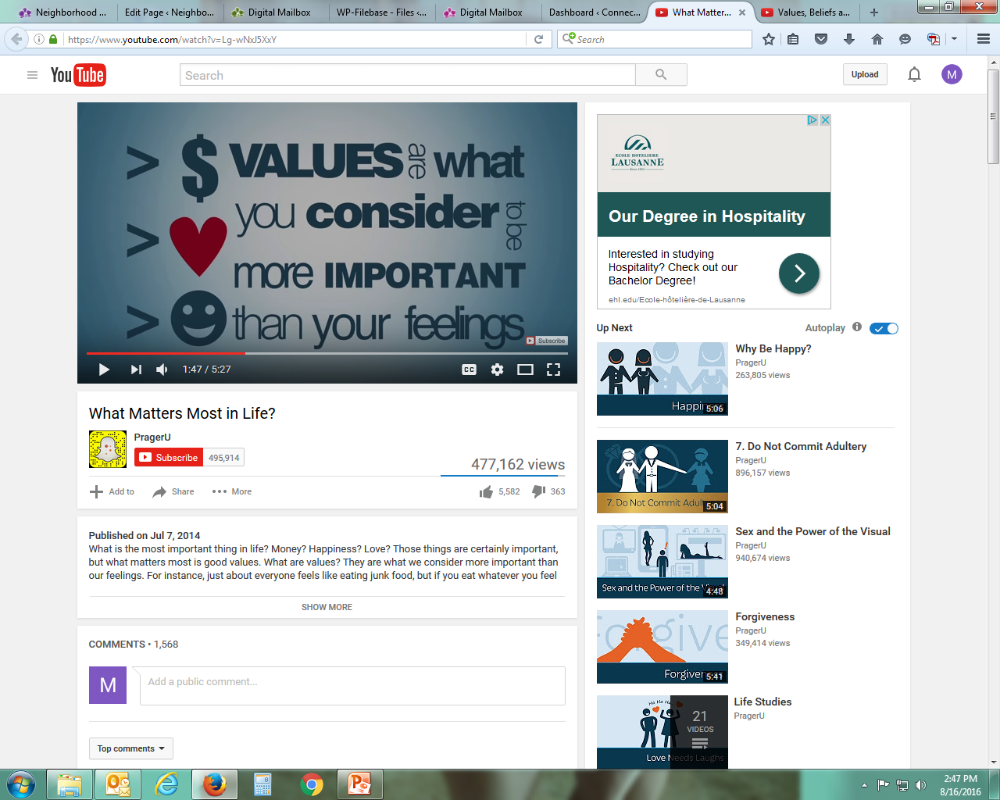 Neighborhood ...
Edit Page ‹ Neighbo...
Digital Mailbox
WP-Filebase - Files ‹...
Digital Mailbox
Dashboard ‹ Connec...
What Matter...
Values, Beliefs a...
https://www.youtube.com/watch?v=Lg-wNxJ5XxY
Search
YouTube
Search
Upload
M
> $ VALUES are what
> you consider to be
more IMPORTANT
> than your feelings
Subscribe
1:47 / 5:27
CC
What Matters Most in Life?
PragerU
Subscribe 495,914
477,162 views
Add to
Share
More
5,582
363
Published on Jul 7, 2014
What is the most important thing in life? Money? Happiness? Love? Those things are certainly important,
but what matters most is good values. What are values? They are what we consider more important than
our feelings. For instance, just about everyone feels like eating junk food, but if you eat whatever you feel
SHOW MORE
COMMENTS • 1,568
M
Add a public comment...
Top comments
ECOLE HOTELIERE
LAUSANNE
Since 1893
Our Degree in Hospitality
Interested in studying
Hospitality? Check out our
Bachelor Degree!
ehl.edu/Ecole-hôtelière-de-Lausanne
Up Next
Autoplay
Happin
5:06
Why Be Happy?
PragerU
263,805 views
7. Do Not Commit Adul
5:04
7. Do Not Commit Adultery
PragerU
896,157 views
Sex and the Power of the Visual
4:48
Sex and the Power of the Visual
PragerU
940,674 views
Forgive
Forgiven
5:41
Forgiveness
PragerU
349,414 views
Ha Ha Ha
Love Needs Laughs
21
VIDEOS
Life Studies
PragerU
2:47 PM
8/16/2016